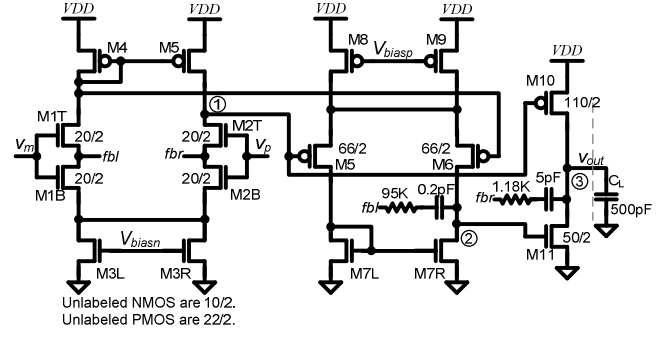 VDD VDD VDD VDD
VDD
M4 M5 M8 Vbiasp M9
M10
110/2
1
M1T M2T
20/2 20/2
vm fbl fbr vp
20/2 20/2
M1B M2B
66/2 66/2
M5 M6
vout
3
95K 0.2pF
fbl
1.18K 5pF
fbr
CL
500pF
2
50/2
M11
Vbiasn
M3L M3R M7L M7R
Unlabeled NMOS are 10/2.
Unlabeled PMOS are 22/2.